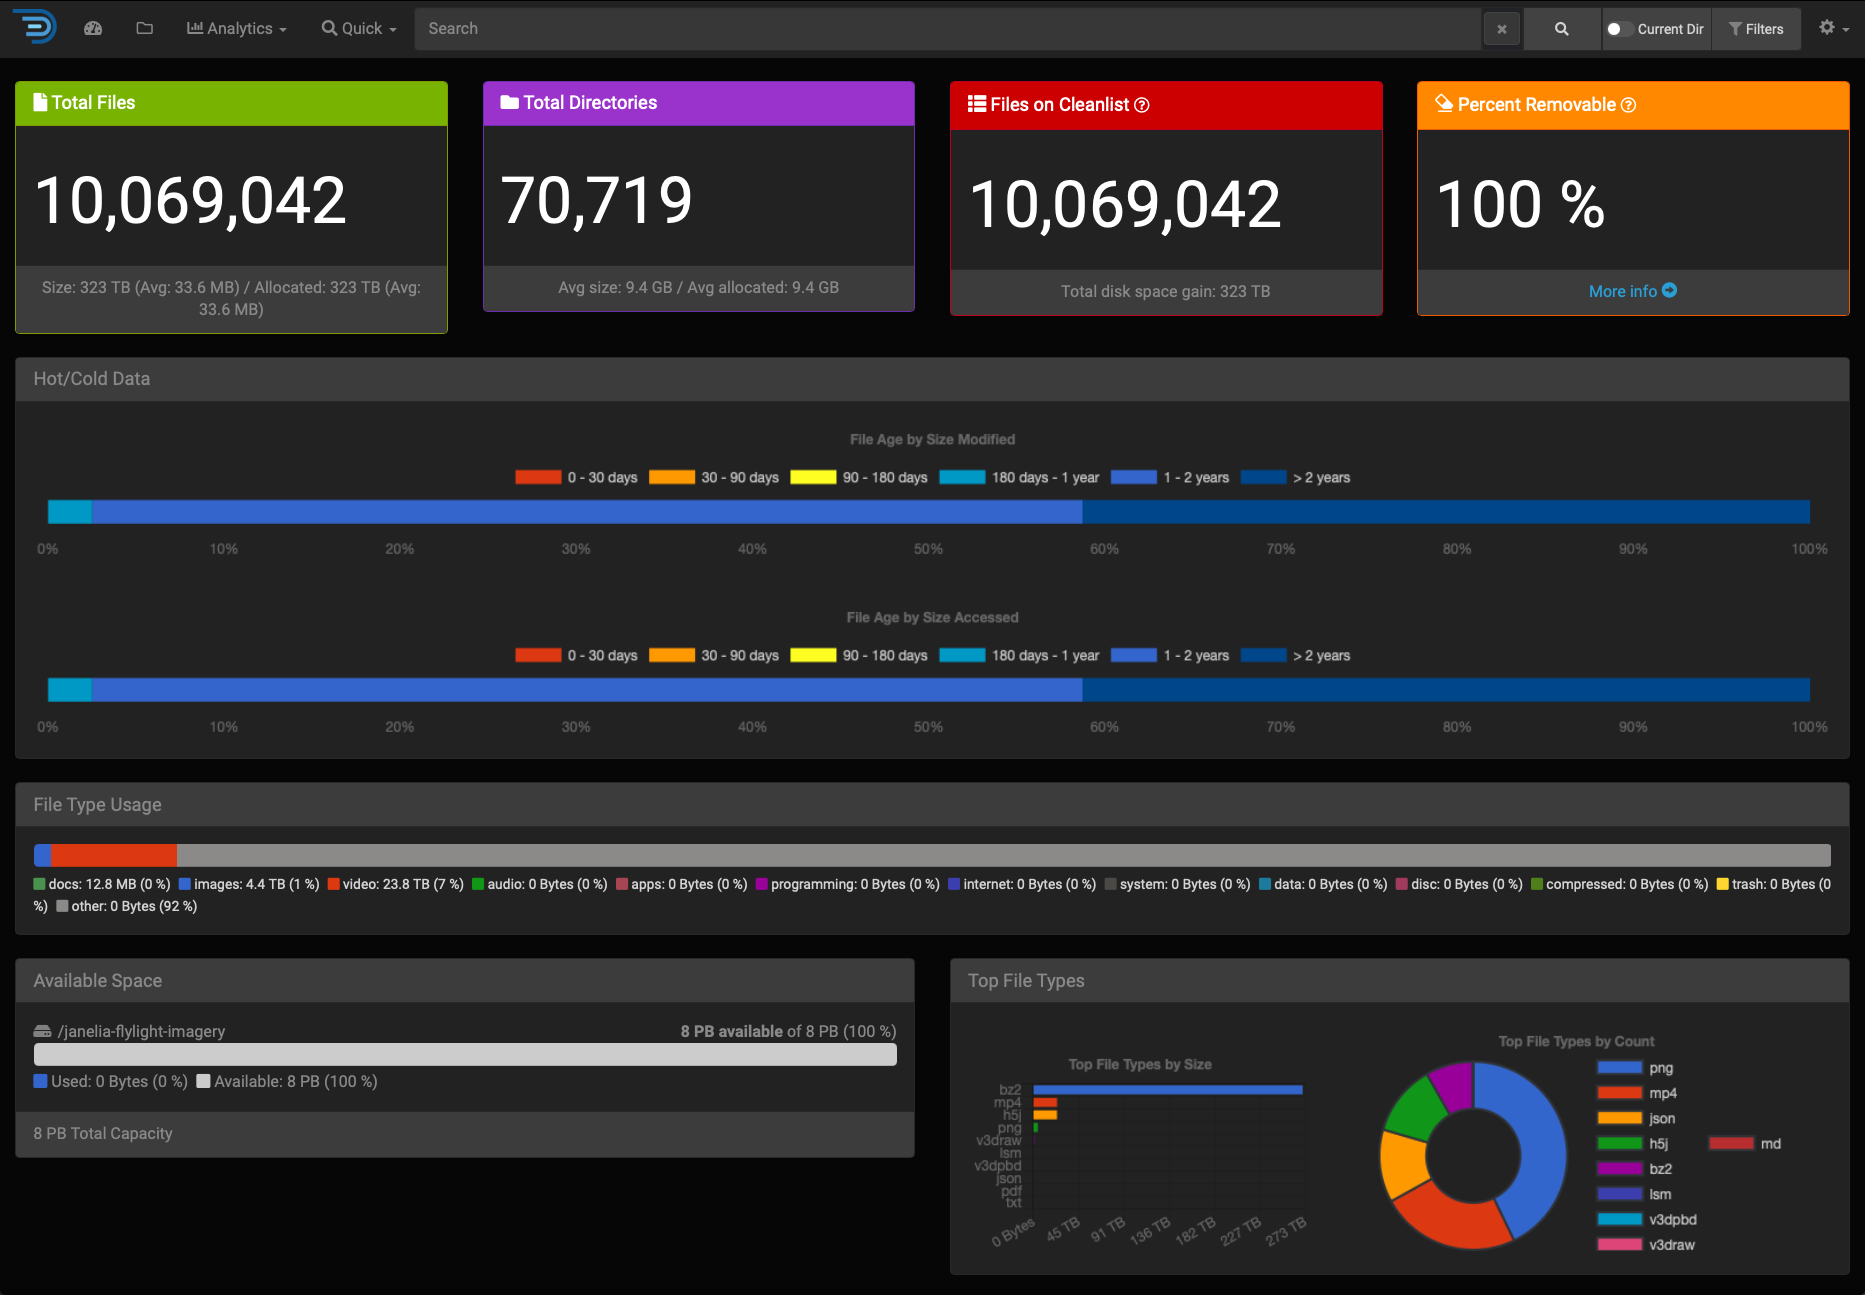 Analytics Quick Search × Current Dir Filters
Total Files
10,069,042
Size: 323 TB (Avg: 33.6 MB) / Allocated: 323 TB (Avg:
33.6 MB)
Total Directories
70,719
Avg size: 9.4 GB / Avg allocated: 9.4 GB
Files on Cleanlist ?
10,069,042
Total disk space gain: 323 TB
Percent Removable ?
100 %
More info
Hot/Cold Data
File Age by Size Modified
0 - 30 days 30 - 90 days 90 - 180 days 180 days - 1 year 1 - 2 years > 2 years
0% 10% 20% 30% 40% 50% 60% 70% 80% 90% 100%
File Age by Size Accessed
0 - 30 days 30 - 90 days 90 - 180 days 180 days - 1 year 1 - 2 years > 2 years
0% 10% 20% 30% 40% 50% 60% 70% 80% 90% 100%
File Type Usage
docs: 12.8 MB (0 %) images: 4.4 TB (1 %) video: 23.8 TB (7 %) audio: 0 Bytes (0 %) apps: 0 Bytes (0 %) programming: 0 Bytes (0 %) internet: 0 Bytes (0 %) system: 0 Bytes (0 %) data: 0 Bytes (0 %) disc: 0 Bytes (0 %) compressed: 0 Bytes (0 %) trash: 0 Bytes (0
%) other: 0 Bytes (92 %)
Available Space
/janelia-flylight-imagery 8 PB available of 8 PB (100 %)
Used: 0 Bytes (0 %) Available: 8 PB (100 %)
8 PB Total Capacity
Top File Types
Top File Types by Size
bz2
mp4
h5j
png
v3draw
lsm
v3dpbd
json
pdf
txt
0 Bytes 45 TB 91 TB 136 TB 182 TB 227 TB 273 TB
Top File Types by Count
png
mp4
json
h5j md
bz2
lsm
v3dpbd
v3draw